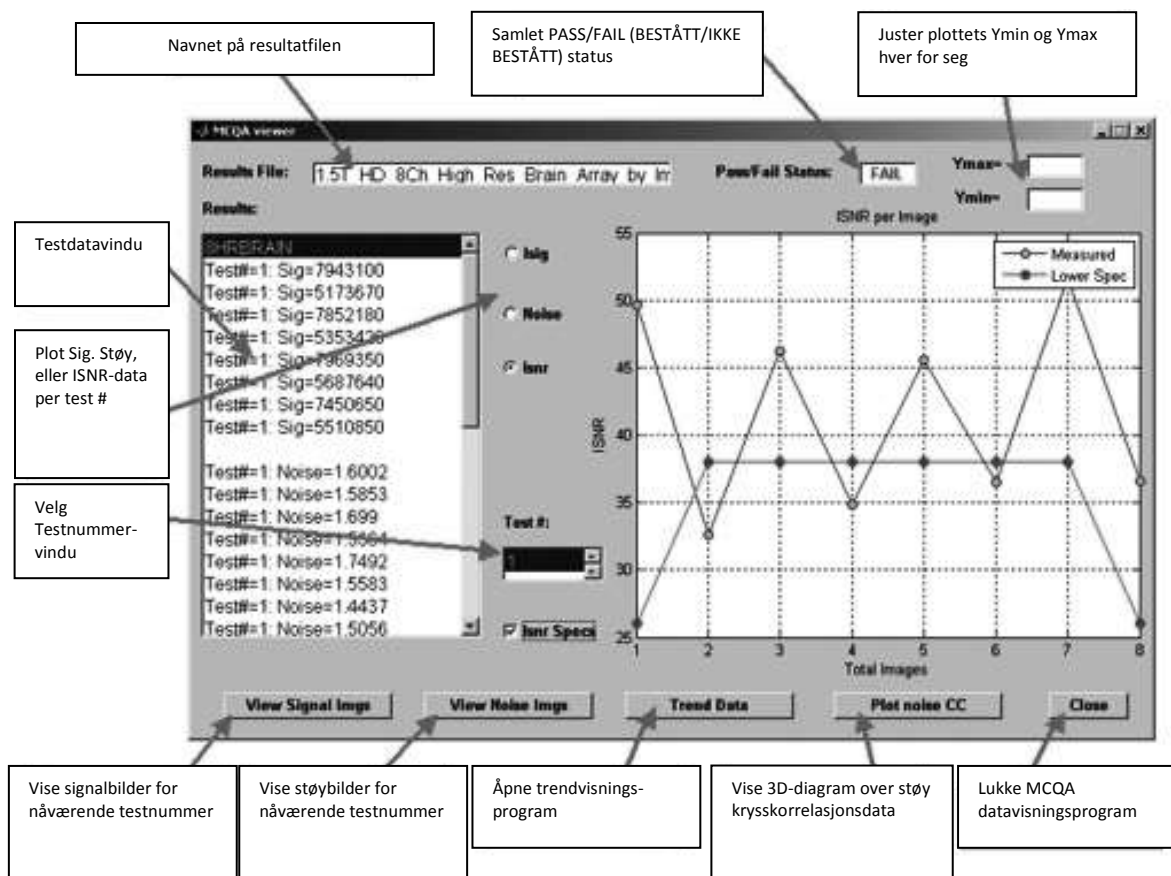 Navnet på resultatfilen
Samlet PASS/FAIL (BESTÅTT/IKKE
BESTÅTT) status
Juster plottets Ymin og Ymax
hver for seg
MCQA viewer
Results File:
1.5T HD 8Ch High Res Brain Array by Im
Pass/Fail Status:
FAIL
Ymax=
Ymin=
Results:
8HRBRAIN
Test#=1: Sig=7943100
Test#=1: Sig=5173670
Test#=1: Sig=7852180
Test#=1: Sig=5353420
Test#=1: Sig=7969350
Test#=1: Sig=5687640
Test#=1: Sig=7450650
Test#=1: Sig=5510850
Test#=1: Noise=1.6002
Test#=1: Noise=1.5853
Test#=1: Noise=1.699
Test#=1:
Test#=1: Noise=1.7492
Test#=1: Noise=1.5583
Test#=1: Noise=1.4437
Test#=1: Noise=1.5056
Isig
Noise
Isnr
Test #:
1
Isnr Specs
ISNR per Image
Measured
Lower Spec
55
50
45
40
35
30
25
ISNR
1 2 3 4 5 6 7 8
Total Images
View Signal Imgs
View Noise Imgs
Trend Data
Plot noise CC
Close
Testdatavindu
Plot Sig. Støy,
eller ISNR-data
per test #
Velg
Testnummer-
vindu
Vise signalbilder for
nåværende testnummer
Vise støybilder for
nåværende testnummer
Åpne trendvisnings-
program
Vise 3D-diagram over støy
krysskorrelasjonsdata
Lukke MCQA
datavisningsprogram